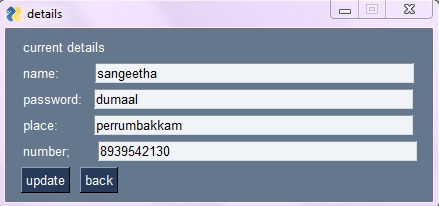 details
current details
name: sangeetha
password: dumaal
place: perrumbakkam
number; 8939542130
update back